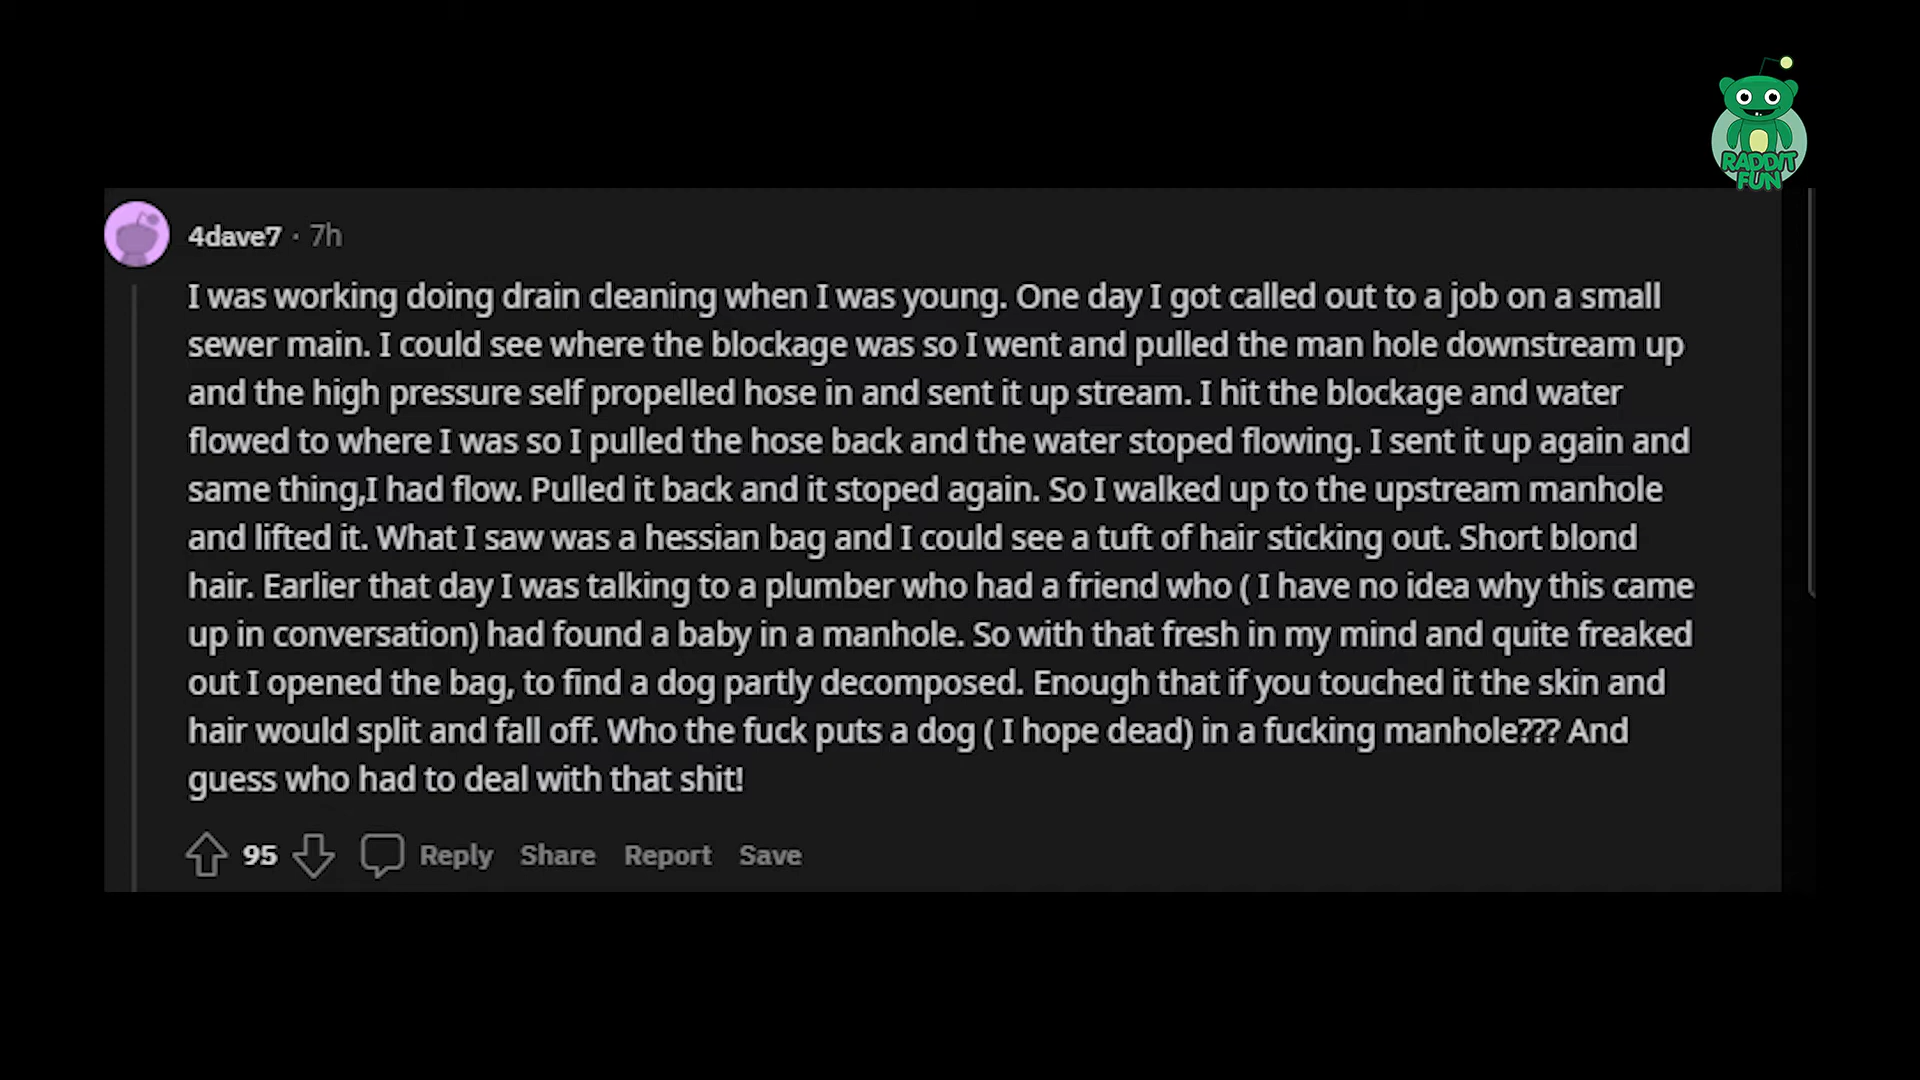 RADDIT
FUN
4dave7 · 7h
I was working doing drain cleaning when I was young. One day I got called out to a job on a small
sewer main. I could see where the blockage was so I went and pulled the man hole downstream up
and the high pressure self propelled hose in and sent it up stream. I hit the blockage and water
flowed to where I was so I pulled the hose back and the water stoped flowing. I sent it up again and
same thing,I had flow. Pulled it back and it stoped again. So I walked up to the upstream manhole
and lifted it. What I saw was a hessian bag and I could see a tuft of hair sticking out. Short blond
hair. Earlier that day I was talking to a plumber who had a friend who ( I have no idea why this came
up in conversation) had found a baby in a manhole. So with that fresh in my mind and quite freaked
out I opened the bag, to find a dog partly decomposed. Enough that if you touched it the skin and
hair would split and fall off. Who the fuck puts a dog ( I hope dead) in a fucking manhole??? And
guess who had to deal with that shit!
95 Reply Share Report Save